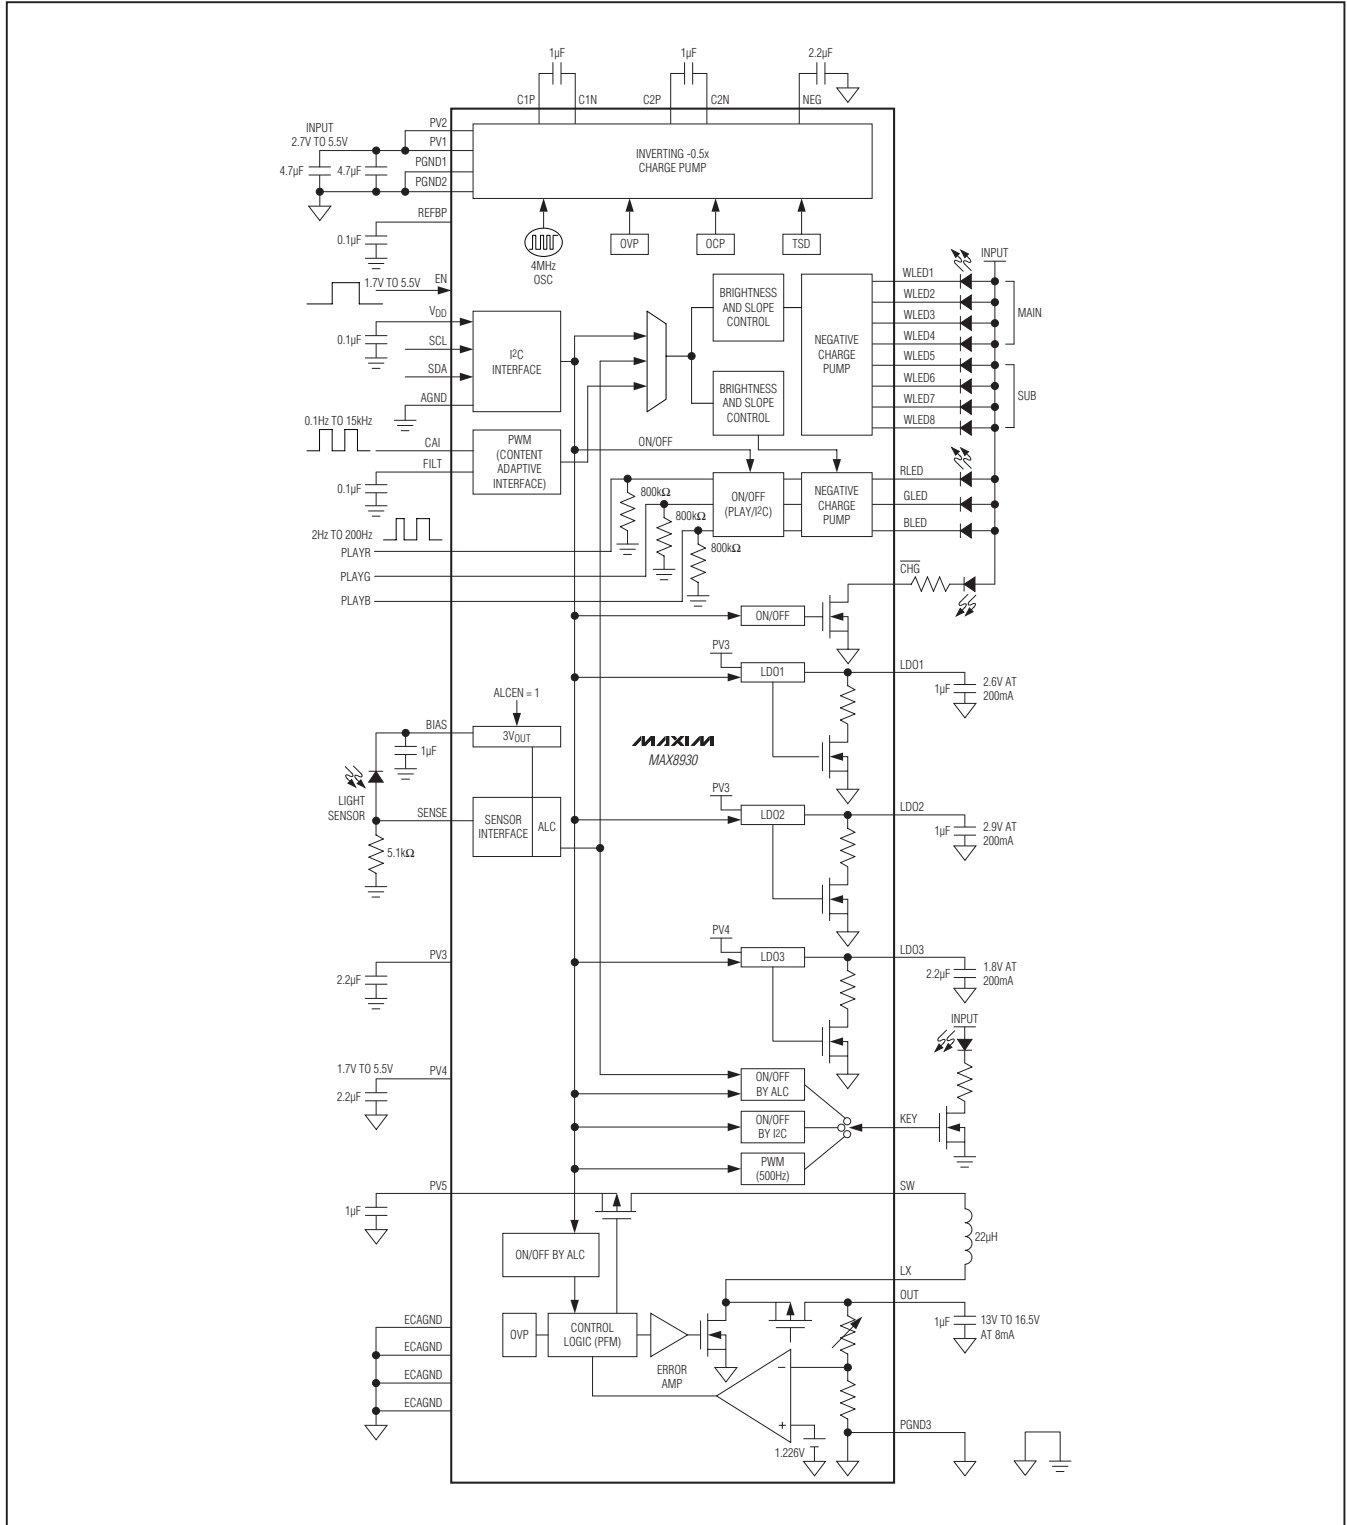 1µF
1µF
2.2µF
C1P
C1N
C2P
C2N
NEG
INPUT
2.7V TO 5.5V
4.7µF
4.7µF
PV2
PV1
PGND1
PGND2
INVERTING -0.5x
CHARGE PUMP
REFBP
0.1µF
4MHz
OSC
OVP
OCP
TSD
1.7V TO 5.5V
EN
VDD
0.1µF
SCL
SDA
AGND
I2C
INTERFACE
BRIGHTNESS
AND SLOPE
CONTROL
BRIGHTNESS
AND SLOPE
CONTROL
NEGATIVE
CHARGE
PUMP
INPUT
WLED1
WLED2
WLED3
WLED4
WLED5
WLED6
WLED7
WLED8
MAIN
SUB
0.1Hz TO 15kHz
CAI
FILT
0.1µF
PWM
(CONTENT
ADAPTIVE
INTERFACE)
ON/OFF
2Hz TO 200Hz
PLAYR
PLAYG
PLAYB
800kΩ
800kΩ
800kΩ
ON/OFF
(PLAY/I2C)
NEGATIVE
CHARGE
PUMP
RLED
GLED
BLED
CHG
ON/OFF
PV3
LDO1
LDO1
1µF
2.6V AT
200mA
ALCEN = 1
BIAS
1µF
3VOUT
MAXIM
MAX8930
LIGHT
SENSOR
SENSE
5.1kΩ
SENSOR
INTERFACE
ALC
PV3
LDO2
LDO2
1µF
2.9V AT
200mA
PV3
2.2µF
PV4
LDO3
LDO3
2.2µF
1.8V AT
200mA
INPUT
1.7V TO 5.5V
PV4
2.2µF
ON/OFF
BY ALC
ON/OFF
BY I2C
PWM
(500Hz)
KEY
PV5
1µF
SW
22µH
LX
ON/OFF BY ALC
OUT
1µF
13V TO 16.5V
AT 8mA
ECAGND
ECAGND
ECAGND
ECAGND
OVP
CONTROL
LOGIC (PFM)
ERROR
AMP
−
+
1.226V
PGND3